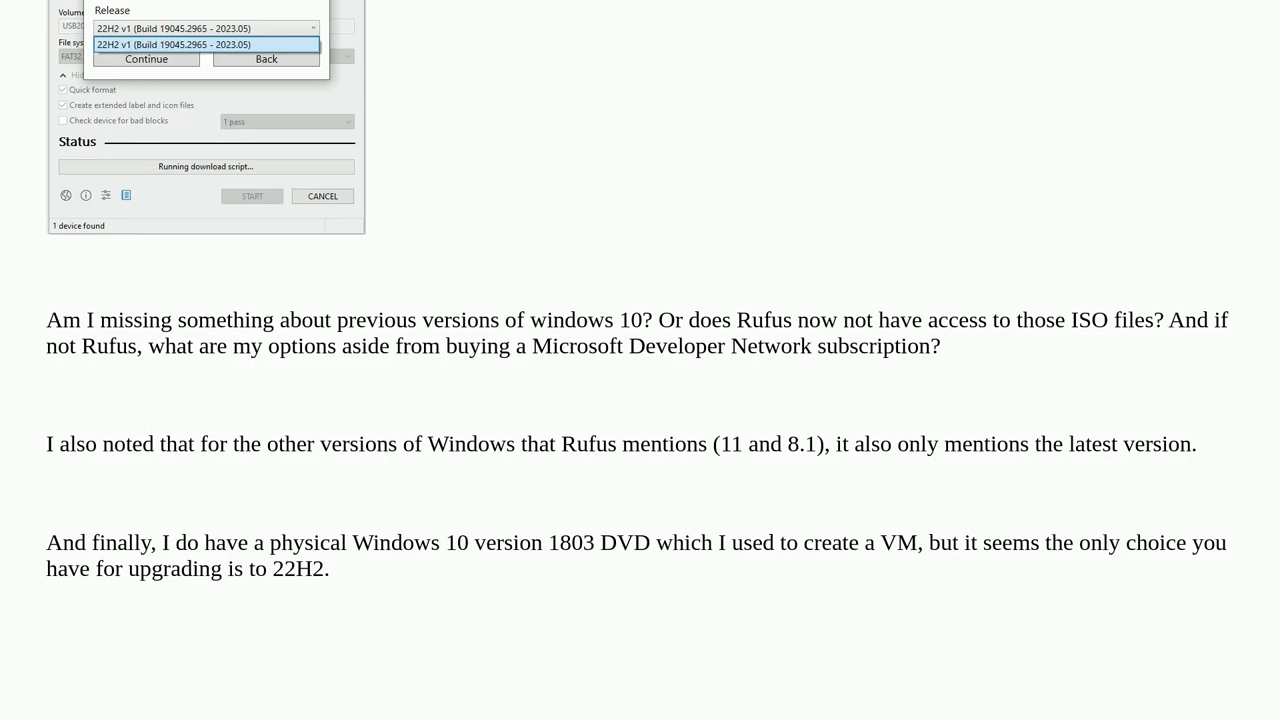 Release
Volume
22H2 v1 (Build 19045.2965 - 2023.05)
22H2 v1 (Build 19045.2965 - 2023.05)
File sys
FAT32
Continue
Back
Quick format
Create extended label and icon files
Check device for bad blocks
1 pass
Status
Running download script...
START
CANCEL
1 device found
Am I missing something about previous versions of windows 10? Or does Rufus now not have access to those ISO files? And if
not Rufus, what are my options aside from buying a Microsoft Developer Network subscription?
I also noted that for the other versions of Windows that Rufus mentions (11 and 8.1), it also only mentions the latest version.
And finally, I do have a physical Windows 10 version 1803 DVD which I used to create a VM, but it seems the only choice you
have for upgrading is to 22H2.